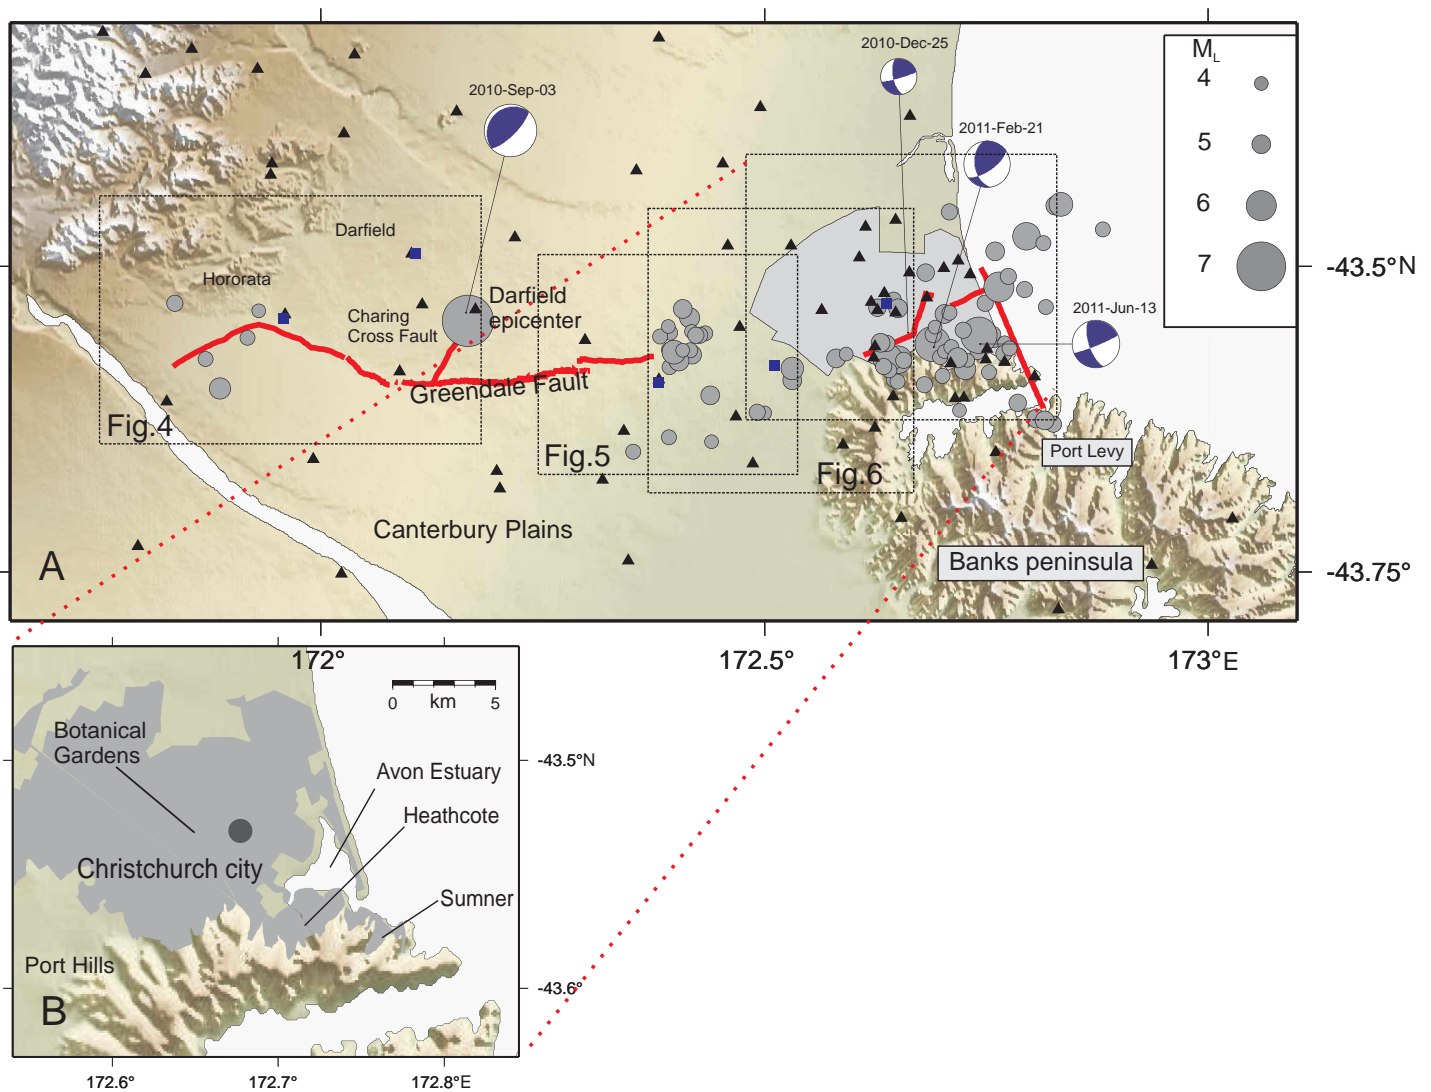 2010-Dec-25
M_L
4
2010-Sep-03
2011-Feb-21
5
6
Darfield
7
-43.5°N
Hororata
Darfield
epicenter
Charing
Cross Fault
2011-Jun-13
Greendale Fault
Fig.4
Fig.5
Fig.6
Port Levy
Canterbury Plains
A
Banks peninsula
-43.75°
172°
172.5°
173°E
0 km 5
Botanical
Gardens
-43.5°N
Avon Estuary
Heathcote
Christchurch city
Sumner
Port Hills
B
-43.6°
172.6°
172.7°
172.8°E